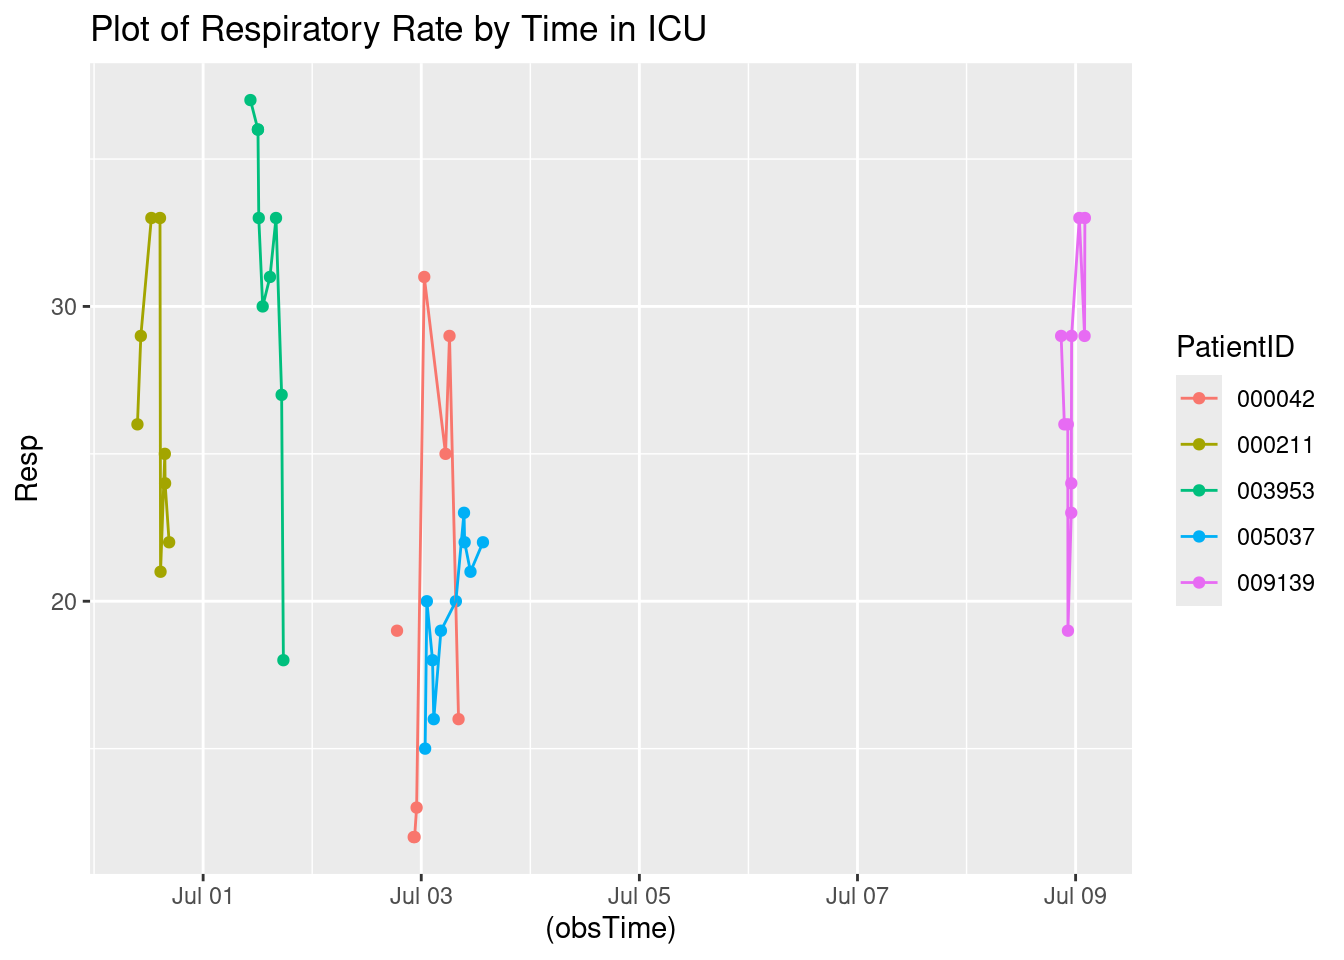 Plot of Respiratory Rate by Time in ICU
Resp
30
20
Jul 01
Jul 03
Jul 05
Jul 07
Jul 09
(obsTime)
PatientID
000042
000211
003953
005037
009139